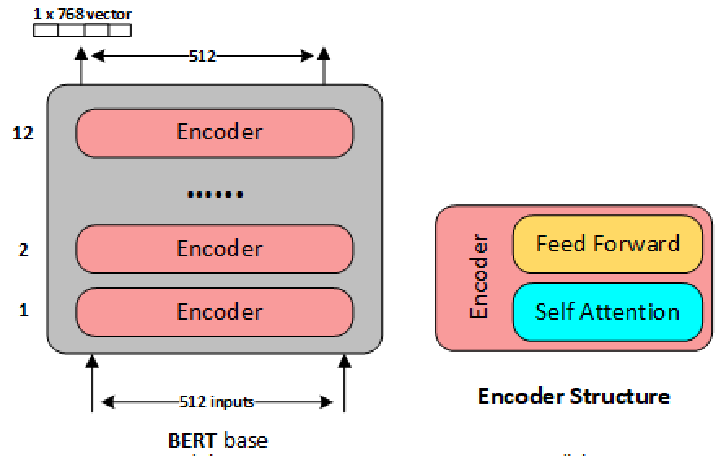 1 x 768 vector
512
12
Encoder
......
2
Encoder
1
Encoder
512 inputs
BERT base
Encoder
Feed Forward
Self Attention
Encoder Structure